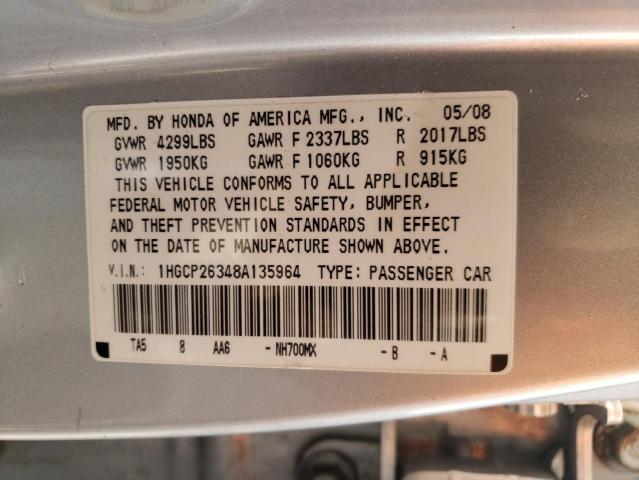 MFD. BY HONDA OF AMERICA MFG., INC. 05/08
GVWR 4299LBS GAWR F 2337LBS R 2017LBS
GVWR 1950KG GAWR F 1060KG R 915KG
THIS VEHICLE CONFORMS TO ALL APPLICABLE
FEDERAL MOTOR VEHICLE SAFETY, BUMPER,
AND THEFT PREVENTION STANDARDS IN EFFECT
ON THE DATE OF MANUFACTURE SHOWN ABOVE.
V.I.N.: 1HGCP26348A135964 TYPE: PASSENGER CAR
TA5 8 AA6 -NH700MX -B -A